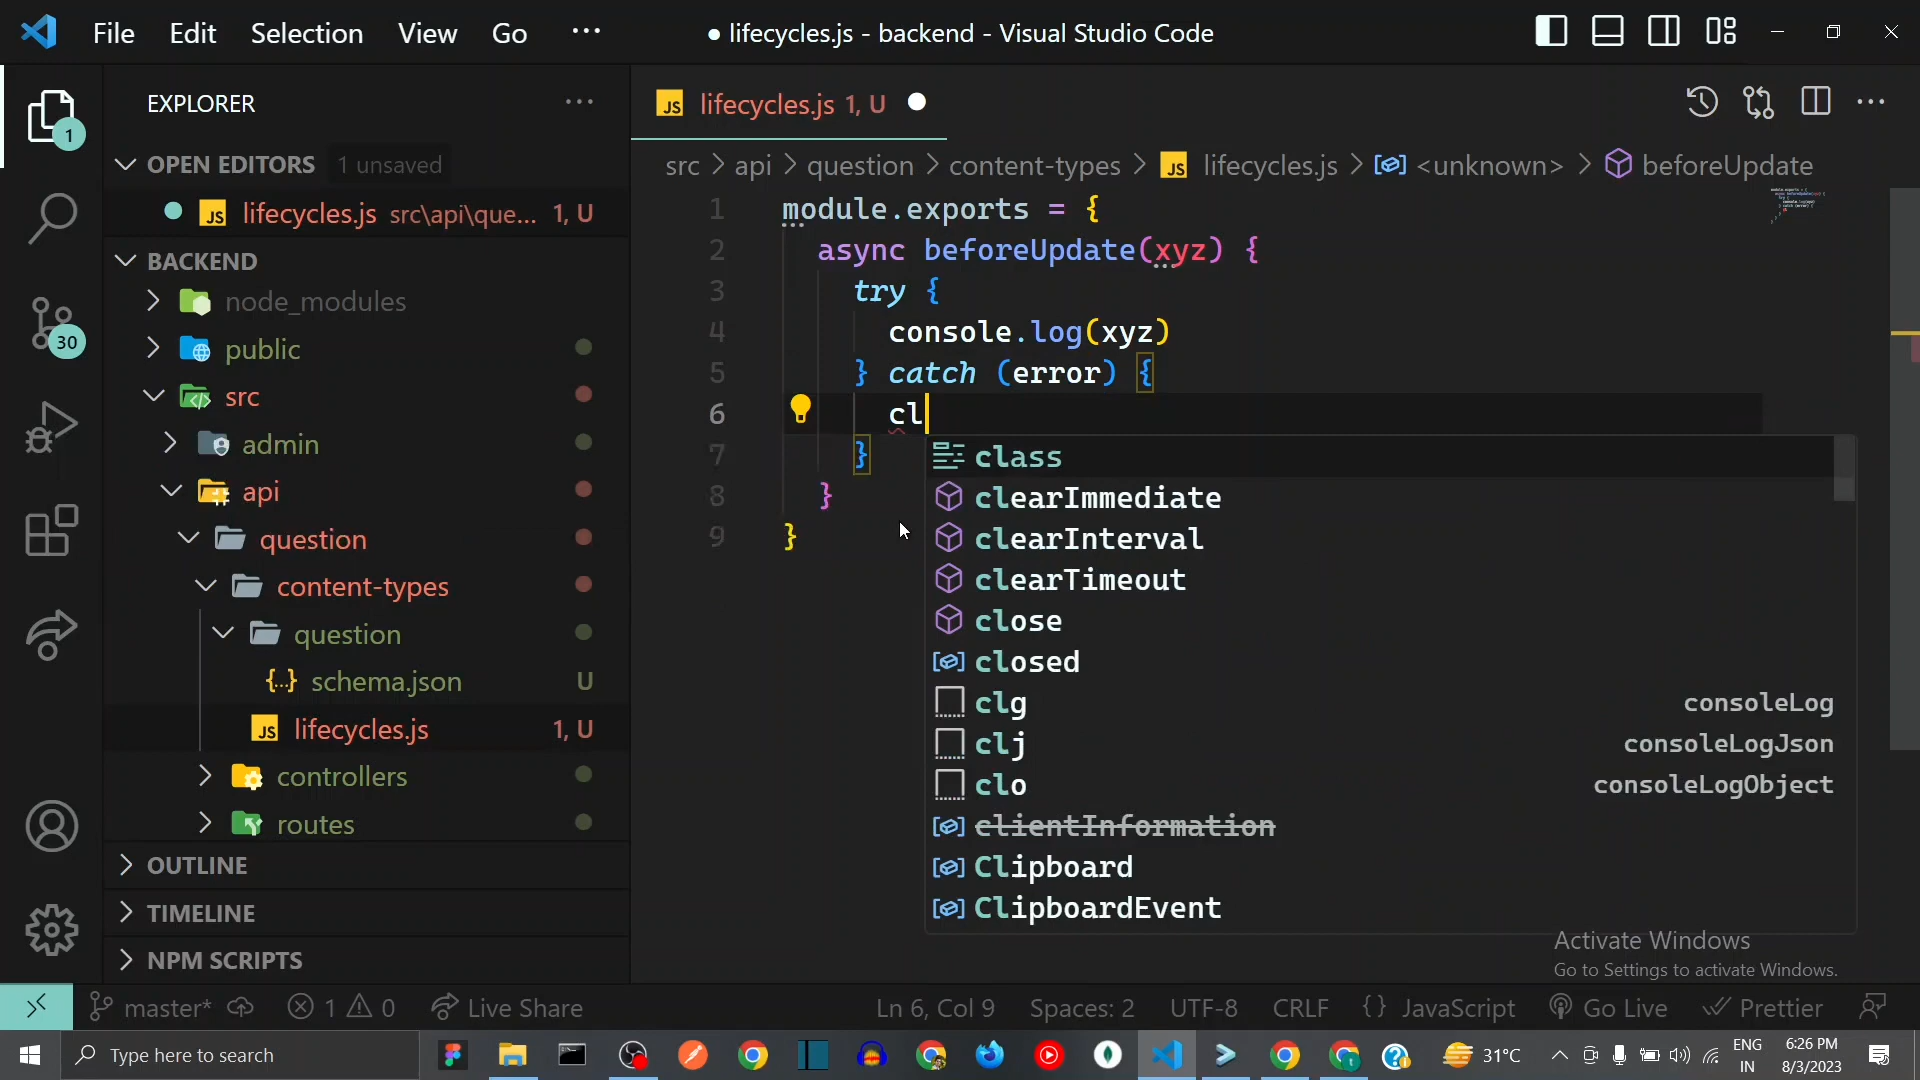 File Edit Selection View Go ··· ● lifecycles.js - backend - Visual Studio Code
EXPLORER ···
OPEN EDITORS 1 unsaved
JS lifecycles.js src\api\que... 1, U
BACKEND
node_modules
public
src
admin
api
question
content-types
question
{..} schema.json U
JS lifecycles.js 1, U
controllers
routes
OUTLINE
TIMELINE
NPM SCRIPTS
1
30
JS lifecycles.js 1, U ●
src > api > question > content-types > JS lifecycles.js > <unknown> > beforeUpdate
1 module.exports = {
2 async beforeUpdate(xyz) {
3 try {
4 console.log(xyz)
5 } catch (error) {
6 cl
7 }
8 }
9 }
class
clearImmediate
clearInterval
clearTimeout
close
closed
clg consoleLog
clj consoleLogJson
clo consoleLogObject
clientInformation
Clipboard
ClipboardEvent
Activate Windows
Go to Settings to activate Windows.
master* 1 0 Live Share Ln 6, Col 9 Spaces: 2 UTF-8 CRLF {} JavaScript Go Live Prettier
Type here to search 31°C ENG IN 6:26 PM 8/3/2023